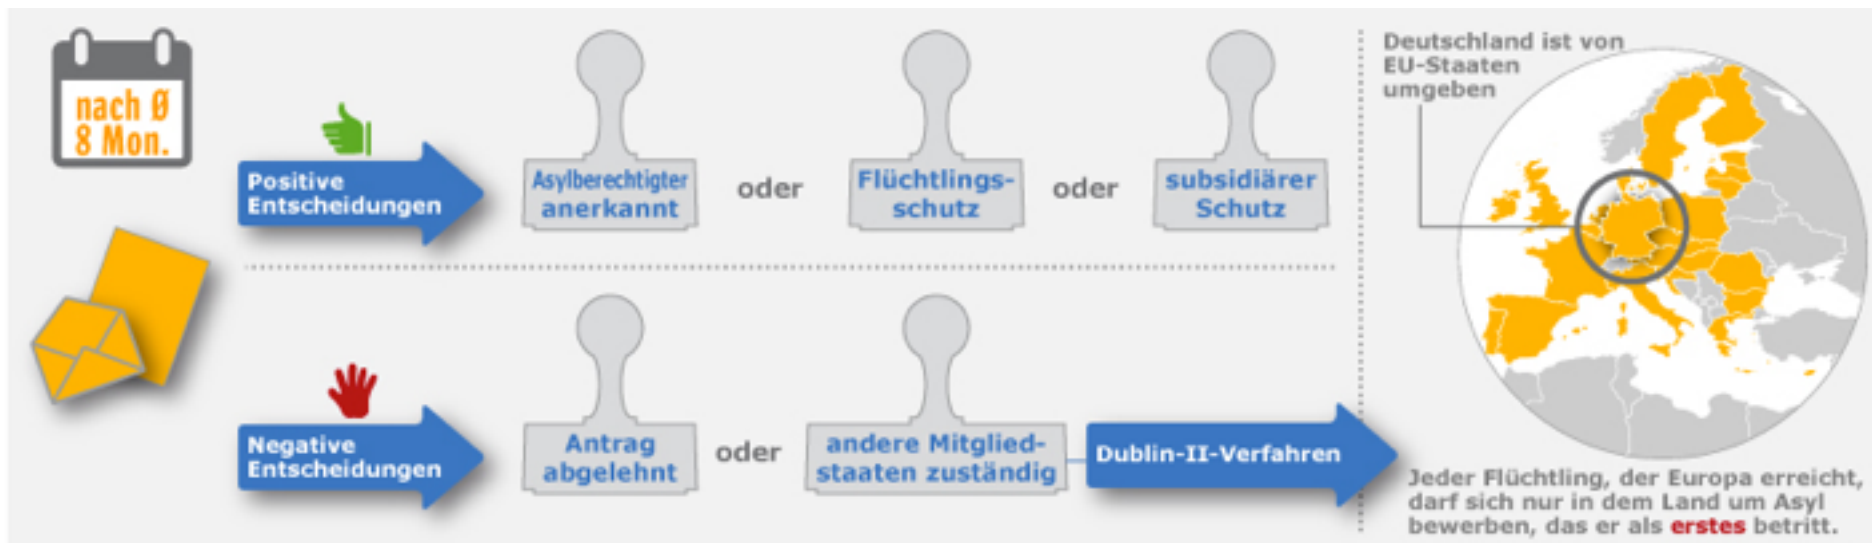 nach Ø
8 Mon.
Positive
Entscheidungen
Asylberechtigter
anerkannt
oder
Flüchtlings-
schutz
oder
subsidiärer
Schutz
Negative
Entscheidungen
Antrag
abgelehnt
oder
andere Mitglied-
staaten zuständig
Dublin-II-Verfahren
Deutschland ist von
EU-Staaten
umgeben
Jeder Flüchtling, der Europa erreicht,
darf sich nur in dem Land um Asyl
bewerben, das er als erstes betritt.